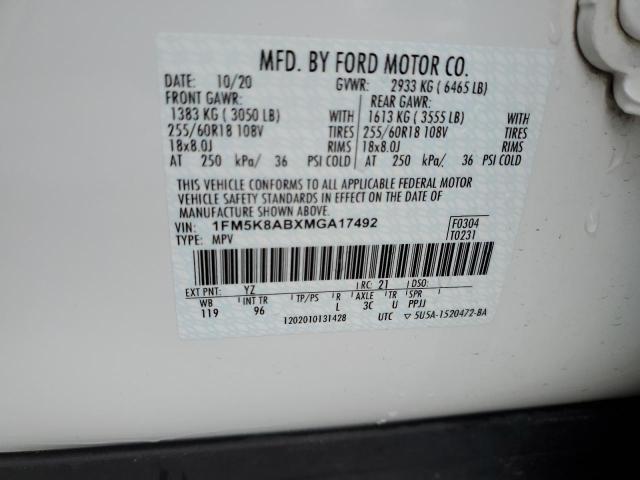 MFD. BY FORD MOTOR CO.
DATE: 10/20 GVWR: 2933 KG ( 6465 LB)
FRONT GAWR: REAR GAWR:
1383 KG ( 3050 LB) 1613 KG ( 3555 LB)
255/60R18 108V TIRES 255/60R18 108V TIRES
18x8.0J RIMS 18x8.0J RIMS
AT 250 kPa/ 36 PSI COLD AT 250 kPa/ 36 PSI COLD
THIS VEHICLE CONFORMS TO ALL APPLICABLE FEDERAL MOTOR
VEHICLE SAFETY STANDARDS IN EFFECT ON THE DATE OF
MANUFACTURE SHOWN ABOVE.
VIN: 1FM5K8ABXMGA17492 F0304
TYPE: MPV T0231
EXT PNT: YZ RC: 21 DSO:
WB INT TR TP/PS R AXLE TR SPR
119 96 L 3C U PPJJ
1202010131428 UTC ▽ 5U5A-1520472-BA